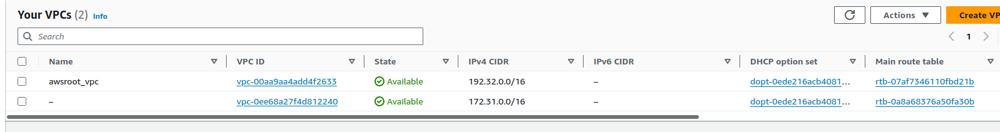 Your VPCs (2) Info
Actions
Create VP
Search
1
Name VPC ID State IPv4 CIDR IPv6 CIDR DHCP option set Main route table
awsroot_vpc vpc-00aa9aa4add4f2633 Available 192.32.0.0/16 – dopt-0ede216acb4081... rtb-07af7346110fbd21b
– vpc-0ee68a27f4d812240 Available 172.31.0.0/16 – dopt-0ede216acb4081... rtb-0a8a68376a50fa30b